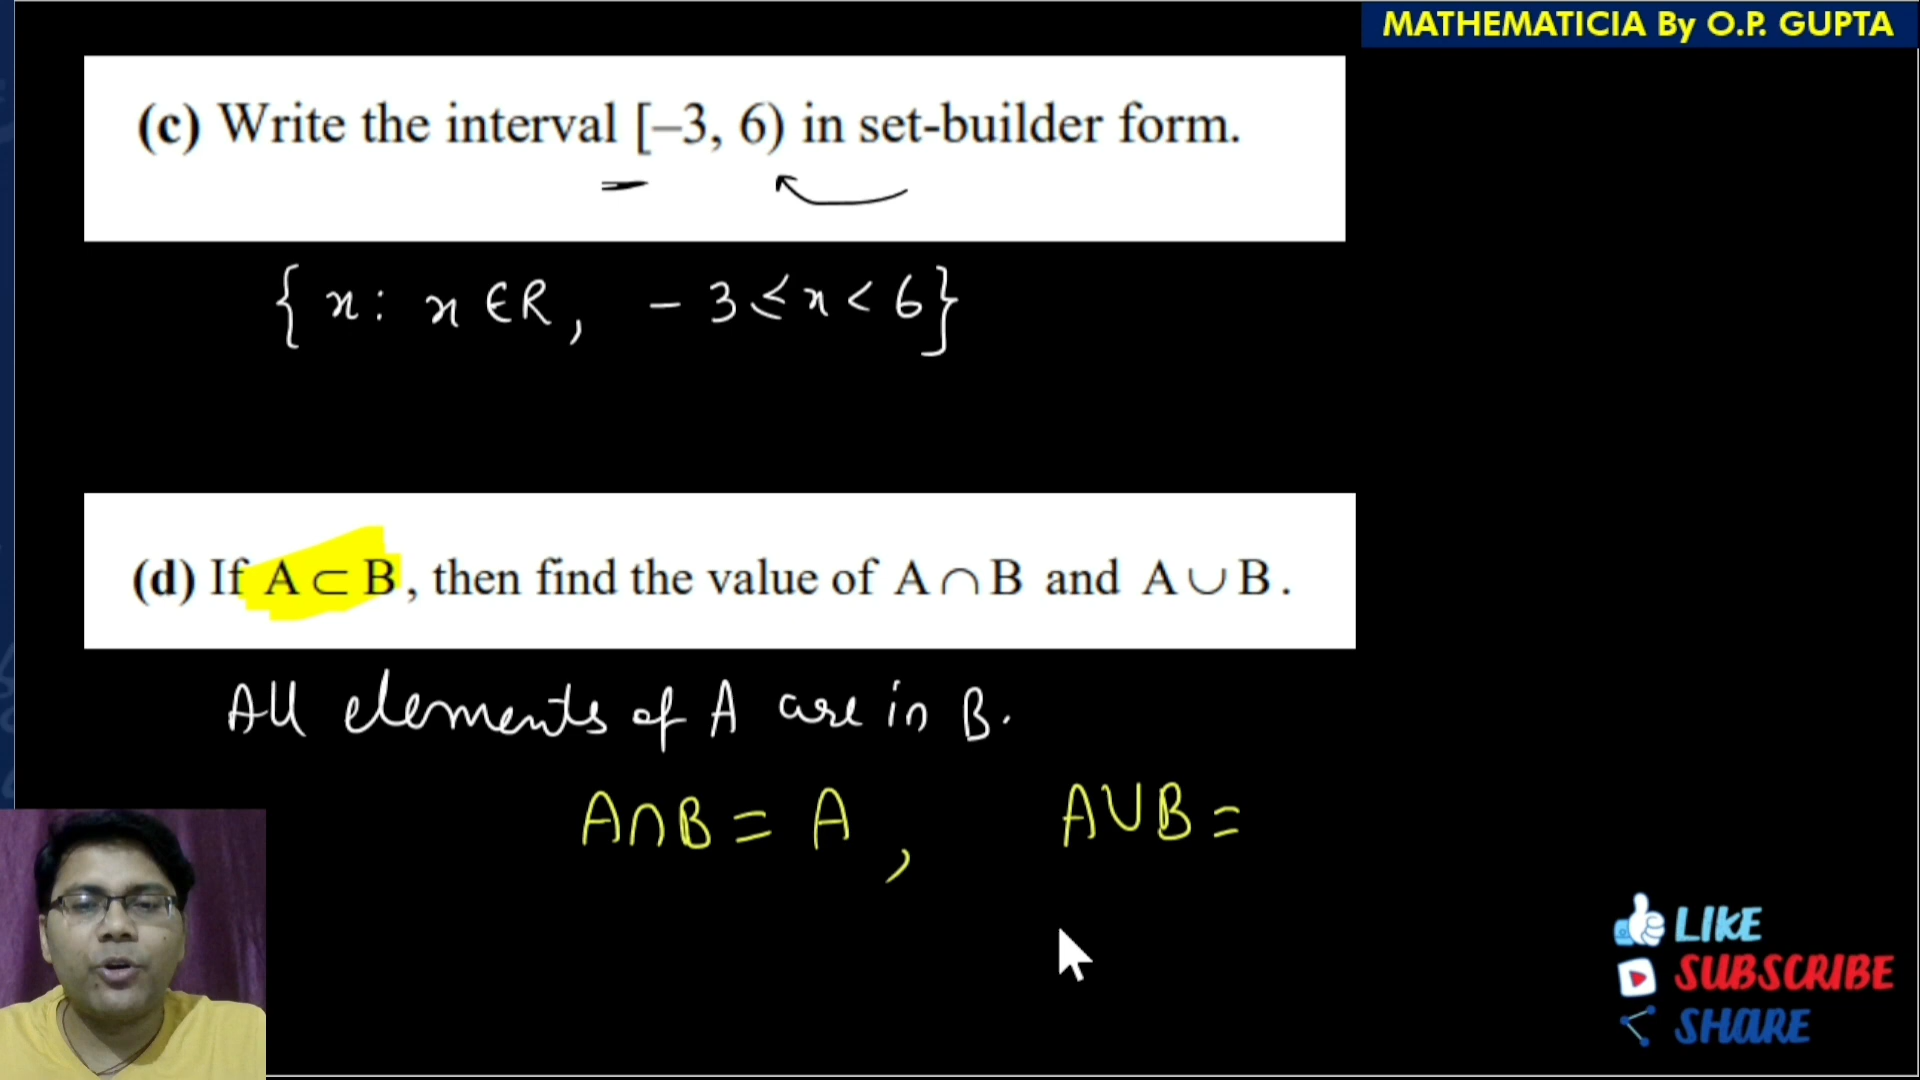 MATHEMATICIA By O.P. GUPTA
(c) Write the interval [–3, 6) in set-builder form.
{ x : x ∈ R, - 3 ≤ x < 6}
(d) If A ⊂ B, then find the value of A ∩ B and A ∪ B.
All elements of A are in B.
A∩B = A , A∪B =
LIKE
SUBSCRIBE
SHARE